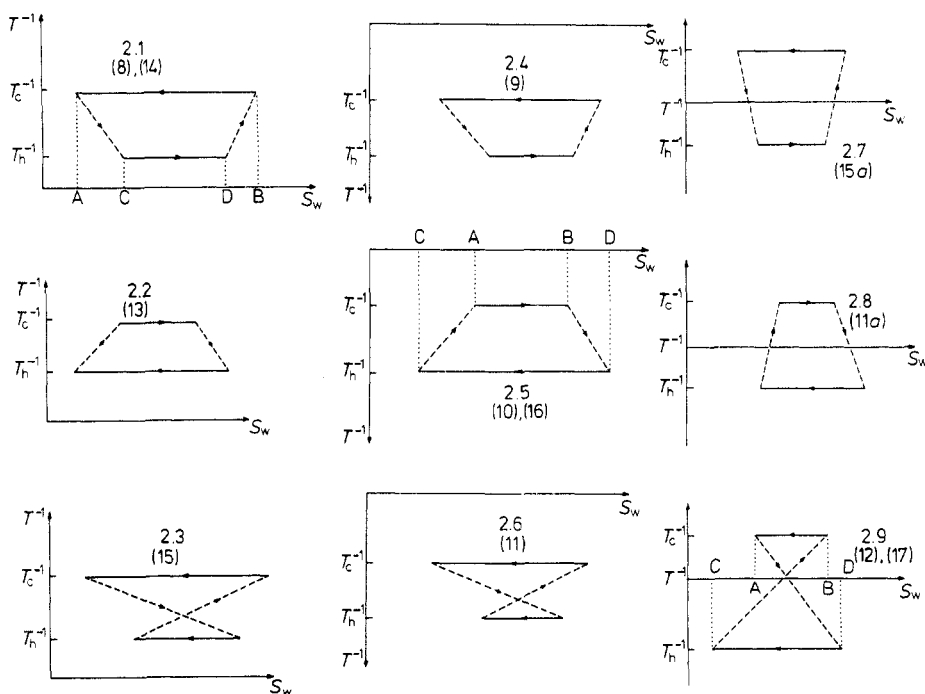 T⁻¹
2.1
(8),(14)
T_c⁻¹
T_h⁻¹
A C D B
S_w
S_w
2.4
(9)
T_c⁻¹
T_h⁻¹
T⁻¹
T_c⁻¹
T⁻¹
S_w
T_h⁻¹
2.7
(15a)
T⁻¹
2.2
(13)
T_c⁻¹
T_h⁻¹
S_w
C A B D
S_w
T_c⁻¹
T_h⁻¹
2.5
(10),(16)
T⁻¹
T_c⁻¹
2.8
(11a)
T⁻¹
S_w
T_h⁻¹
T⁻¹
2.3
(15)
T_c⁻¹
T_h⁻¹
S_w
S_w
2.6
(11)
T_c⁻¹
T_h⁻¹
T⁻¹
T_c⁻¹
2.9
(12),(17)
C D
T⁻¹
A B
S_w
T_h⁻¹